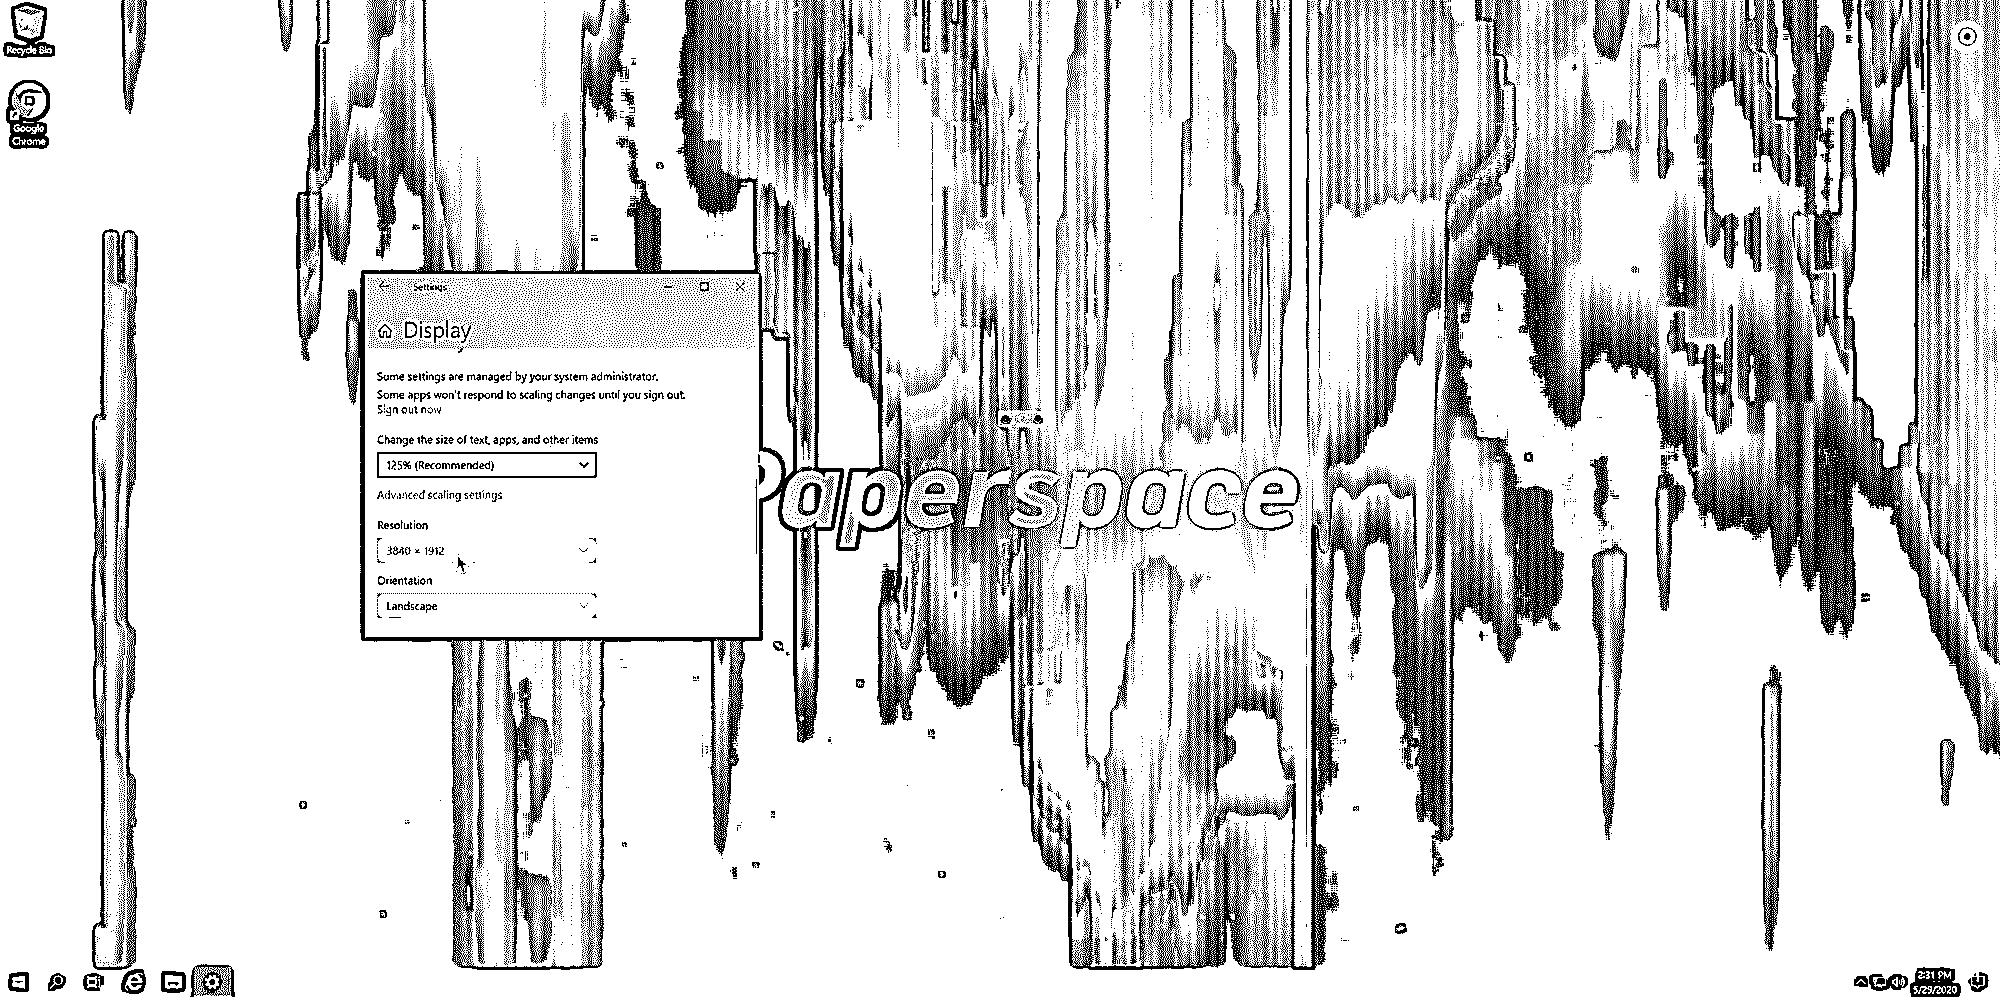 Recycle Bin
Google
Chrome
Settings
Display
Some settings are managed by your system administrator.
Some apps won't respond to scaling changes until you sign out.
Sign out now
Change the size of text, apps, and other items
125% (Recommended)
Advanced scaling settings
Resolution
3840 × 1912
Orientation
Landscape
Paperspace
2:31 PM
5/29/2020